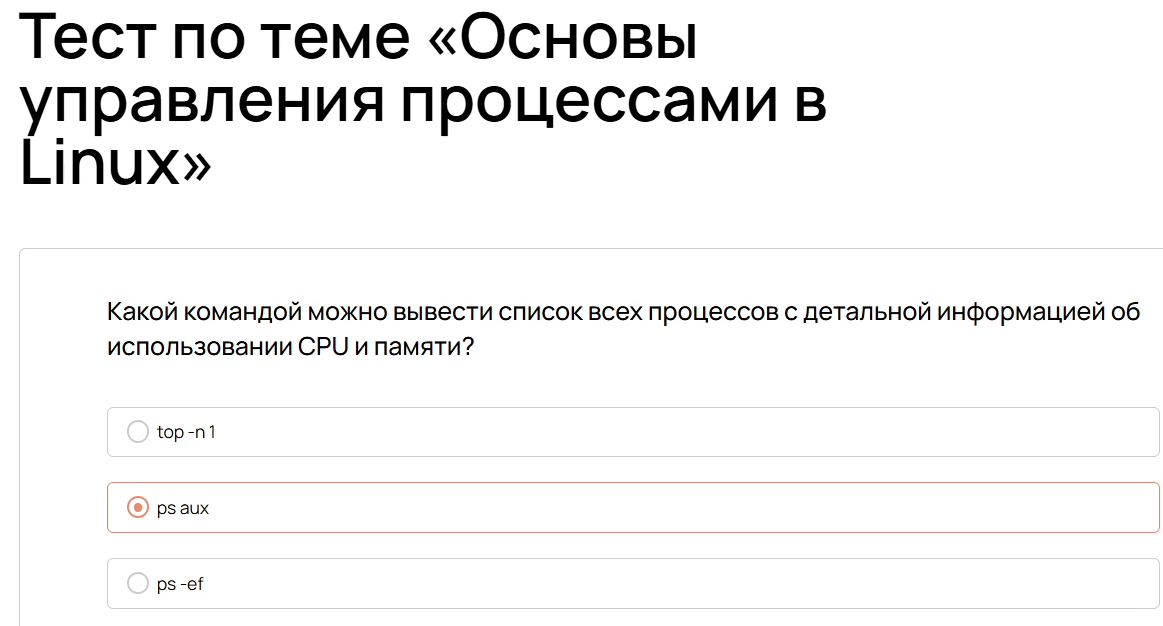 Тест по теме «Основы
управления процессами в
Linux»
Какой командой можно вывести список всех процессов с детальной информацией об
использовании CPU и памяти?
top -n 1
ps aux
ps -ef